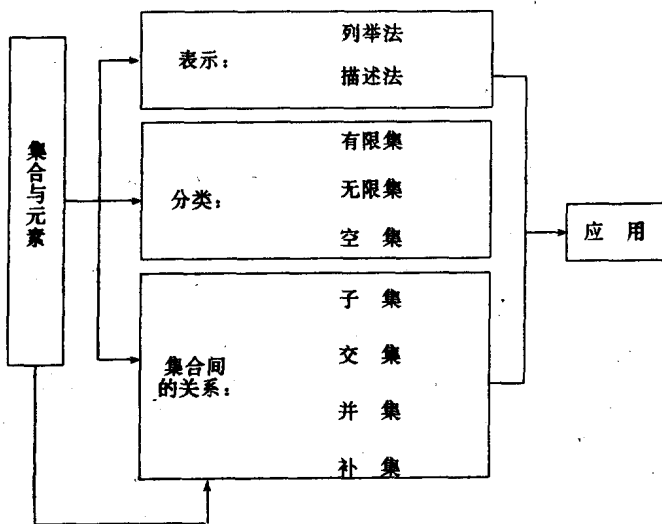 集合与元素
表示：
列举法
描述法
分类：
有限集
无限集
空 集
集合间
的关系：
子 集
交 集
并 集
补 集
应 用